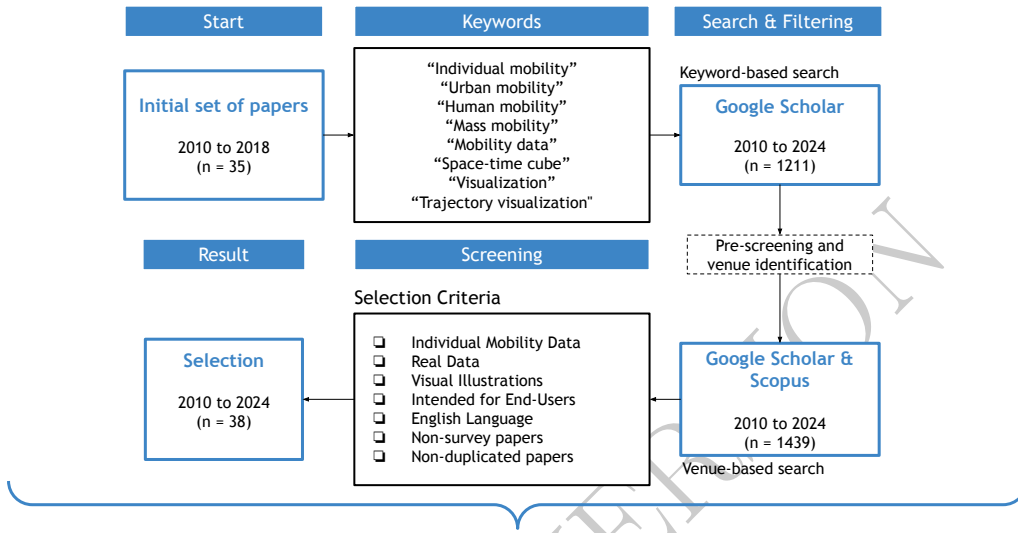 Start
Keywords
Search & Filtering
Initial set of papers
2010 to 2018
(n = 35)
“Individual mobility”
“Urban mobility”
“Human mobility”
“Mass mobility”
“Mobility data”
“Space-time cube”
“Visualization”
“Trajectory visualization"
Keyword-based search
Google Scholar
2010 to 2024
(n = 1211)
Pre-screening and
venue identification
Result
Screening
Selection Criteria
Selection
2010 to 2024
(n = 38)
❏ Individual Mobility Data
❏ Real Data
❏ Visual Illustrations
❏ Intended for End-Users
❏ English Language
❏ Non-survey papers
❏ Non-duplicated papers
Google Scholar &
Scopus
2010 to 2024
(n = 1439)
Venue-based search